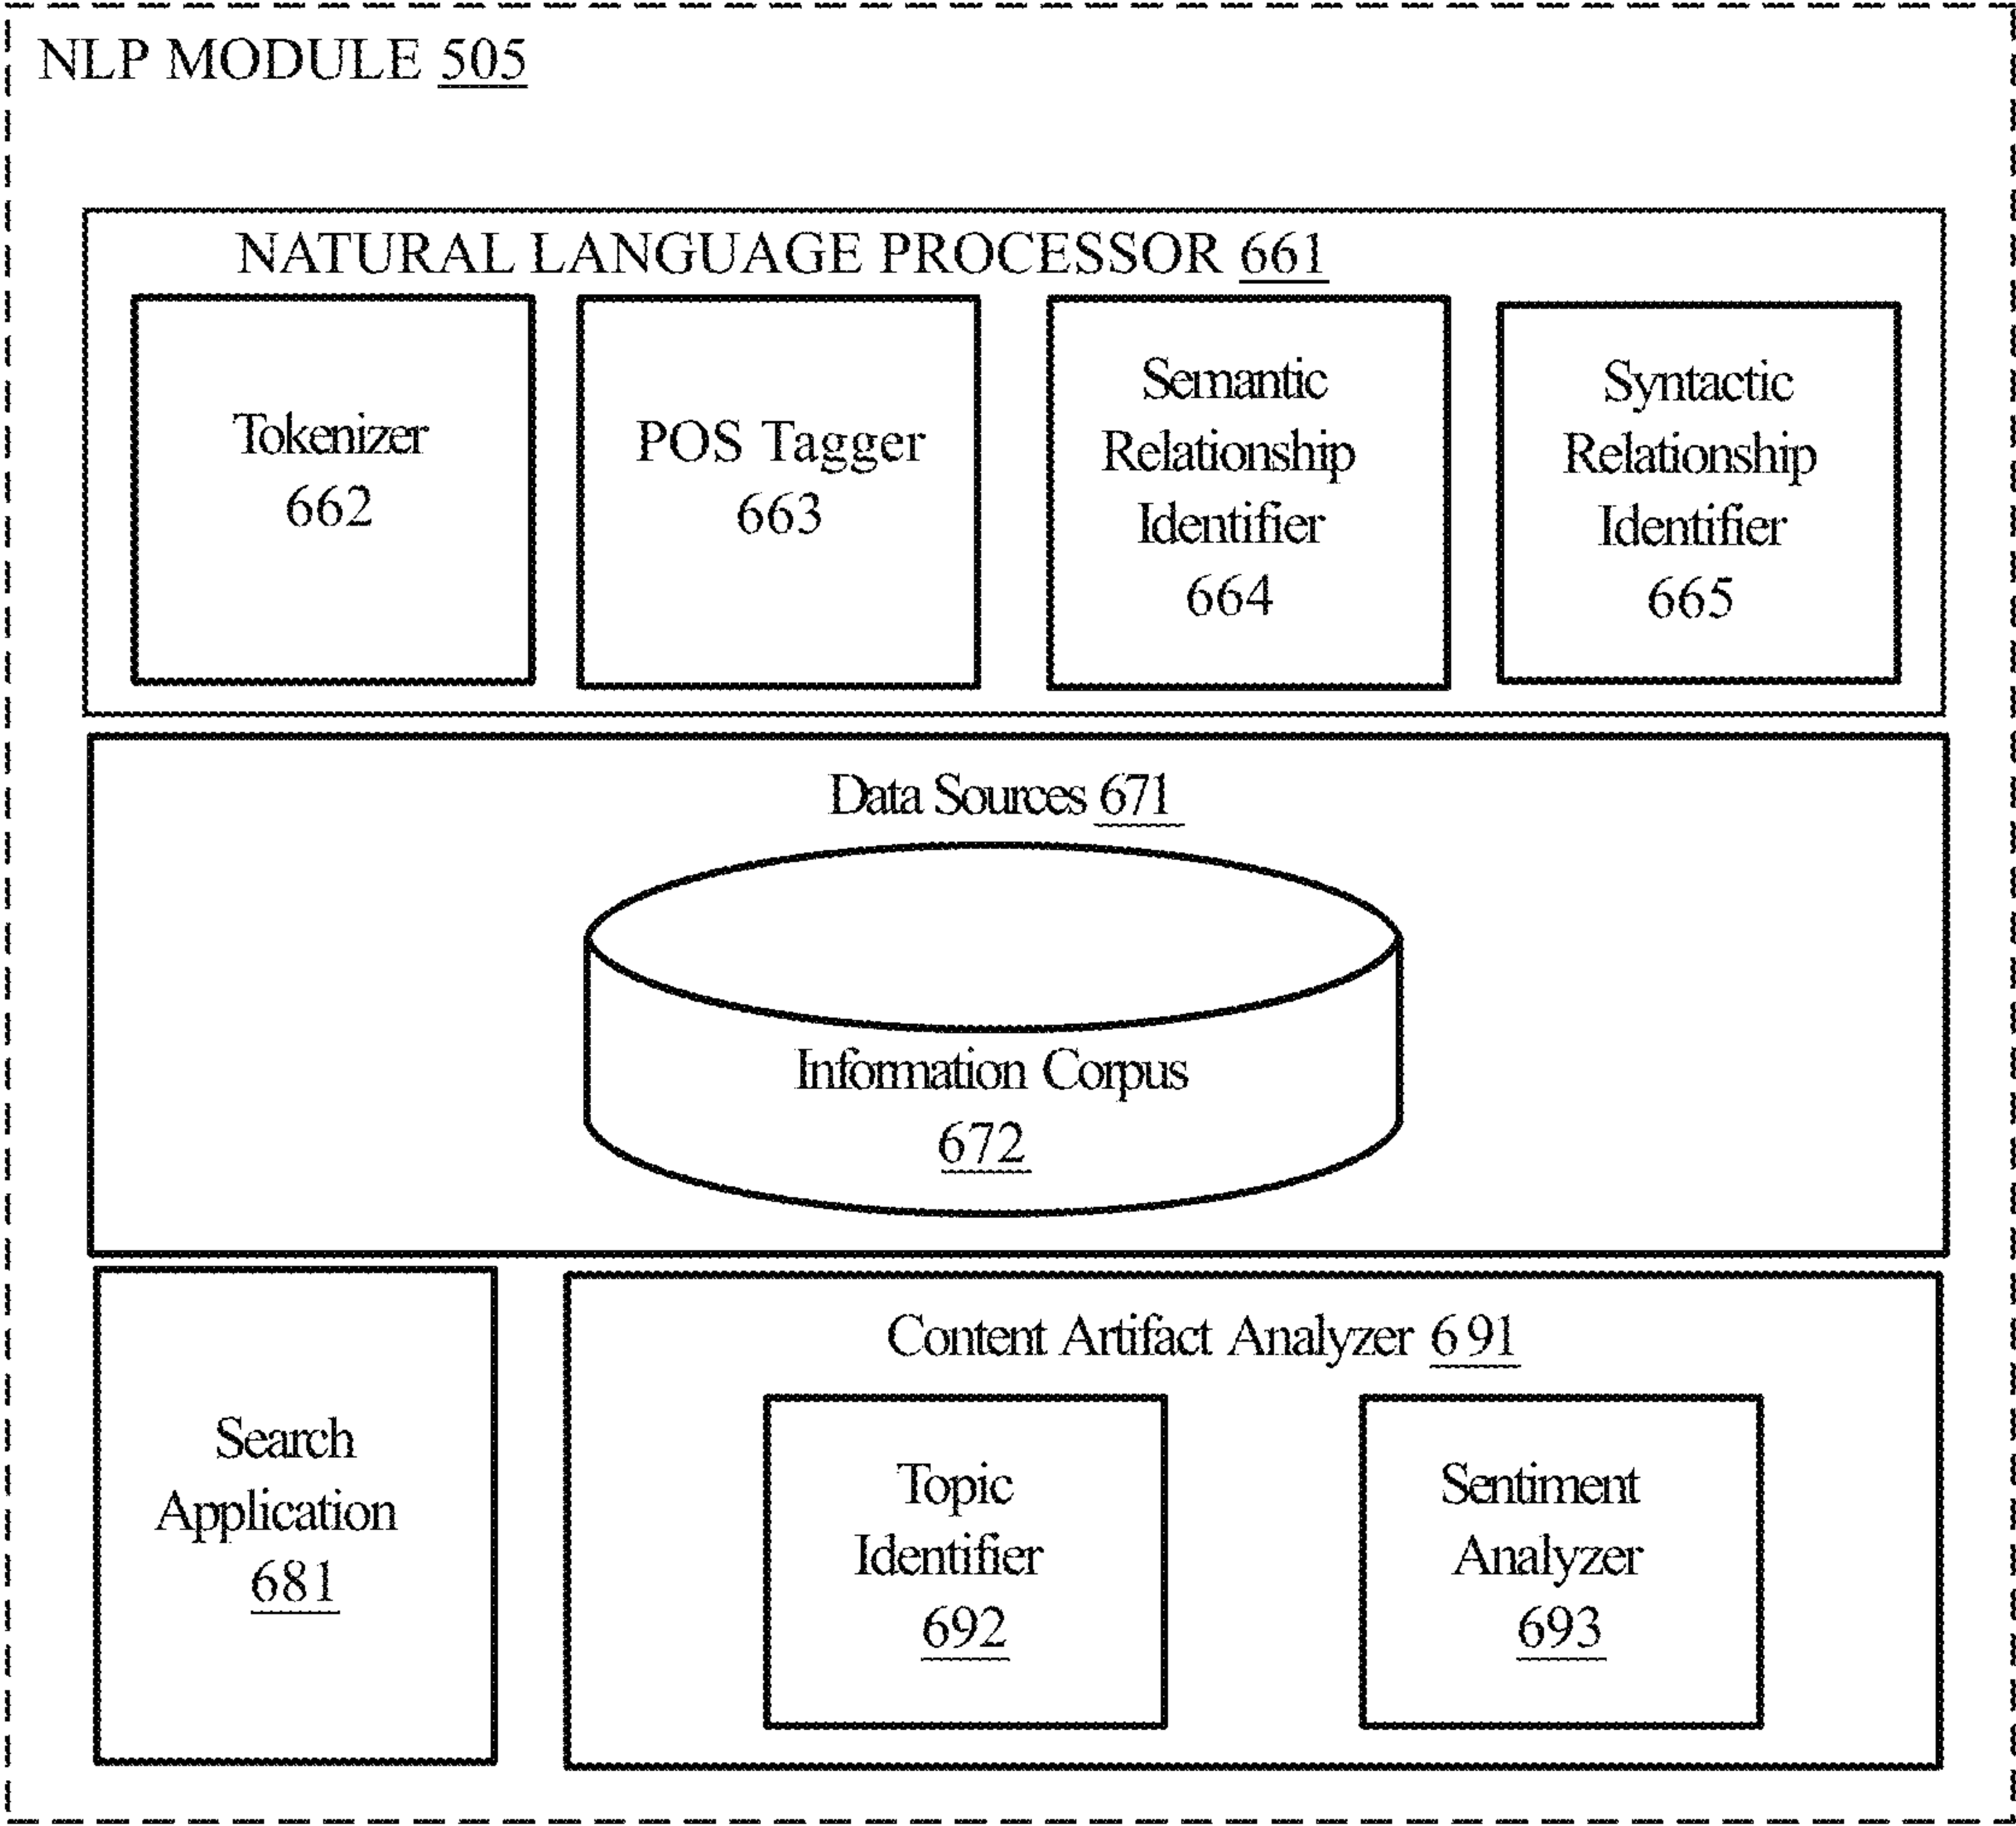 NLP MODULE 505
NATURAL LANGUAGE PROCESSOR 661
Tokenizer
662
POS Tagger
663
Semantic
Relationship
Identifier
664
Syntactic
Relationship
Identifier
665
Data Sources 671
Information Corpus
672
Search
Application
681
Content Artifact Analyzer 691
Topic
Identifier
692
Sentiment
Analyzer
693